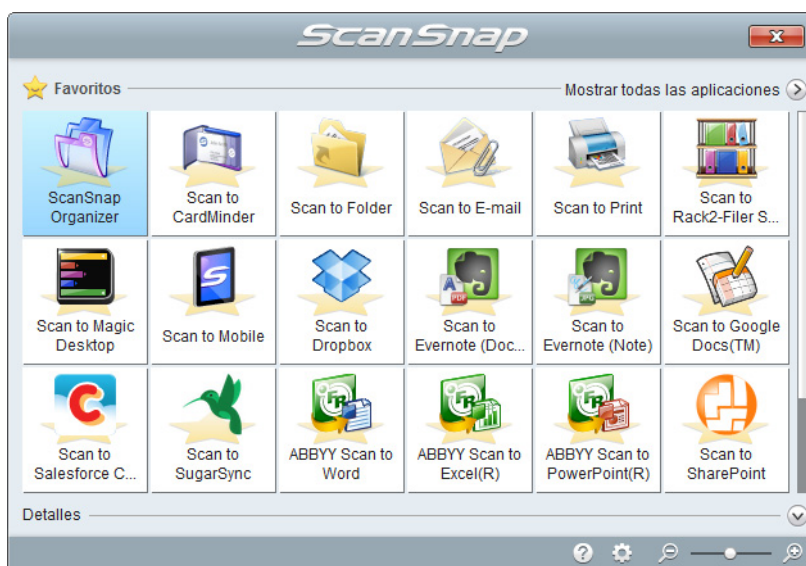 ScanSnap
Favoritos
Mostrar todas las aplicaciones
ScanSnap
Organizer
Scan to
CardMinder
Scan to Folder
Scan to E-mail
Scan to Print
Scan to
Rack2-Filer S...
Scan to Magic
Desktop
Scan to Mobile
Scan to
Dropbox
Scan to
Evernote (Doc...
Scan to
Evernote (Note)
Scan to Google
Docs(TM)
Scan to
Salesforce C...
Scan to
SugarSync
ABBYY Scan to
Word
ABBYY Scan to
Excel(R)
ABBYY Scan to
PowerPoint(R)
Scan to
SharePoint
Detalles